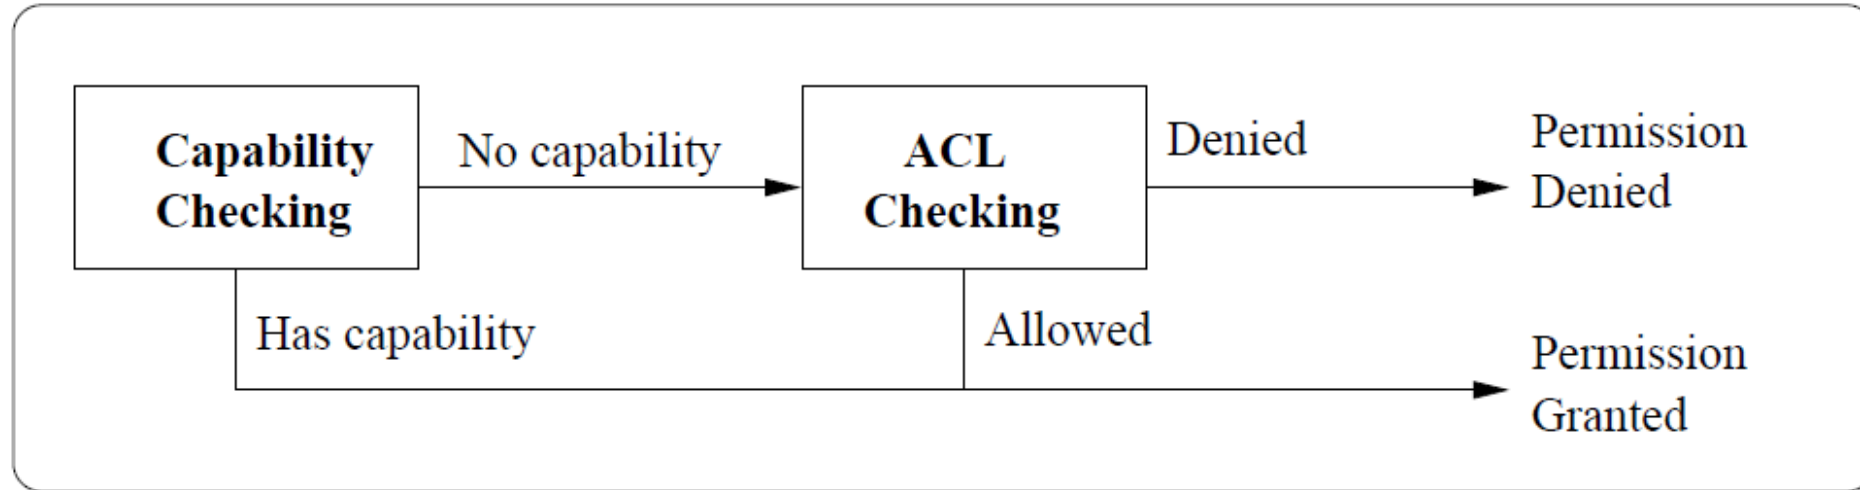 Capability
Checking
No capability
ACL
Checking
Denied
Permission
Denied
Has capability
Allowed
Permission
Granted